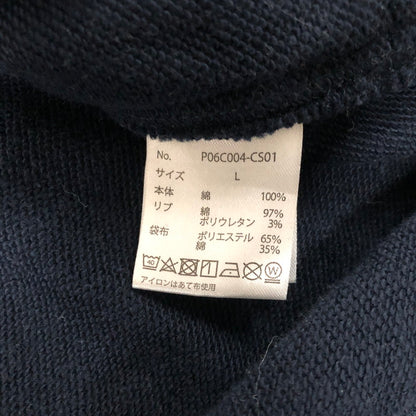 No. P06C004-CS01
サイズ L
本体 綿 100%
リブ 綿 97%
ポリウレタン 3%
袋布 ポリエステル 65%
綿 35%
40 W
アイロンはあて布使用